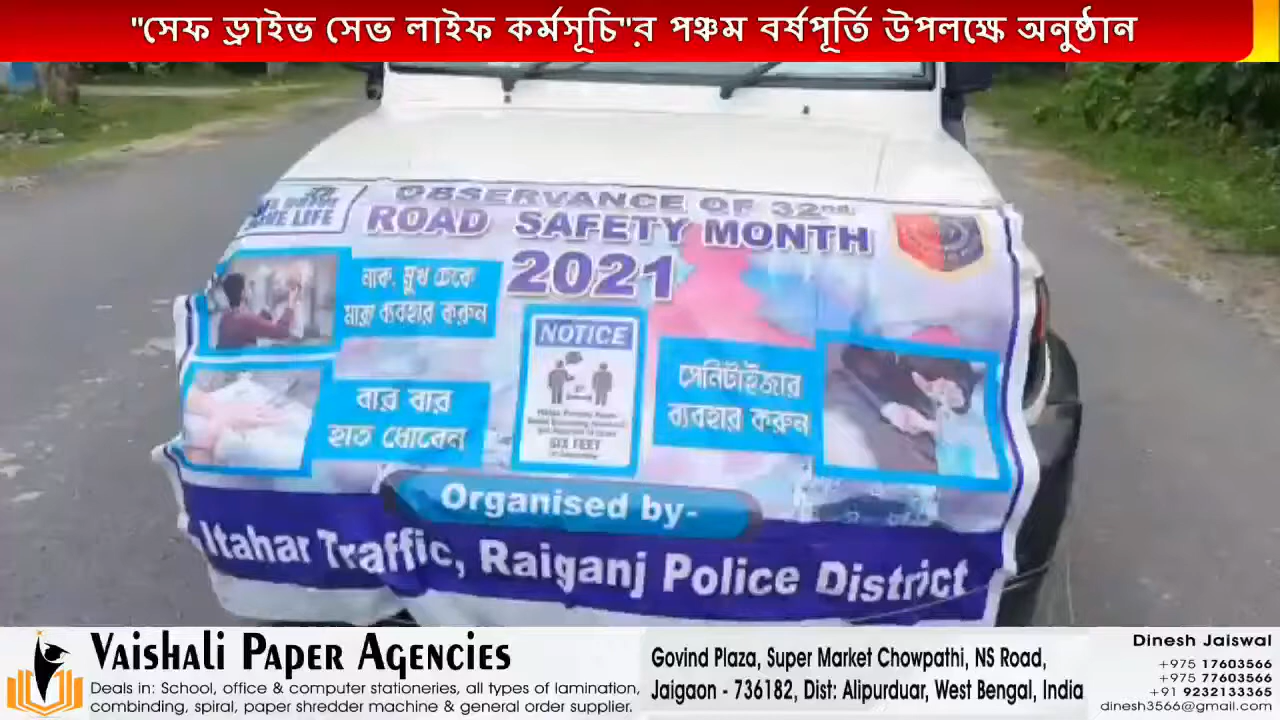 "সেফ ড্রাইভ সেভ লাইফ কর্মসূচি"র পঞ্চম বর্ষপূর্তি উপলক্ষে অনুষ্ঠান
OBSERVANCE OF 32nd
ROAD SAFETY MONTH
2021
LIFE
নাক, মুখ ঢেকে
মাস্ক ব্যবহার করুন
NOTICE
SIX FEET
সেনিটাইজার
ব্যবহার করুন
বার বার
হাত ধোবেন
Organised by-
Itahar Traffic, Raiganj Police District
VAISHALI PAPER AGENCIES
Deals in: School, office & computer stationeries, all types of lamination,
combinding, spiral, paper shredder machine & general order supplier.
Govind Plaza, Super Market Chowpathi, NS Road,
Jaigaon - 736182, Dist: Alipurduar, West Bengal, India
Dinesh Jaiswal
+975 17603566
+975 77603566
+91 9232133365
dinesh3566@gmail.com